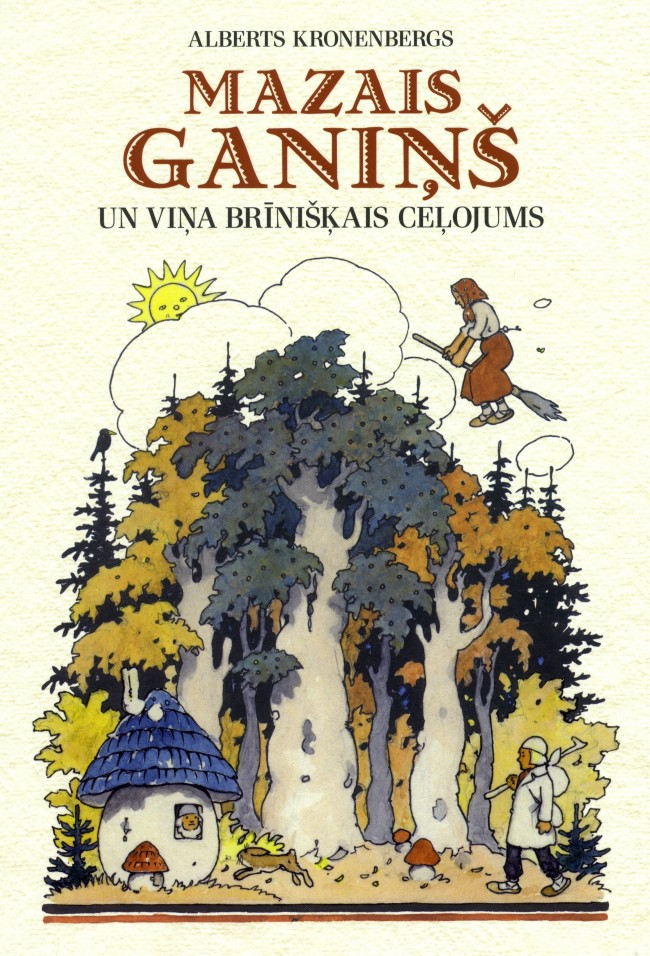 ALBERTS KRONENBERGS
MAZAIS
GANIŅŠ
UN VIŅA BRĪNIŠĶAIS CEĻOJUMS